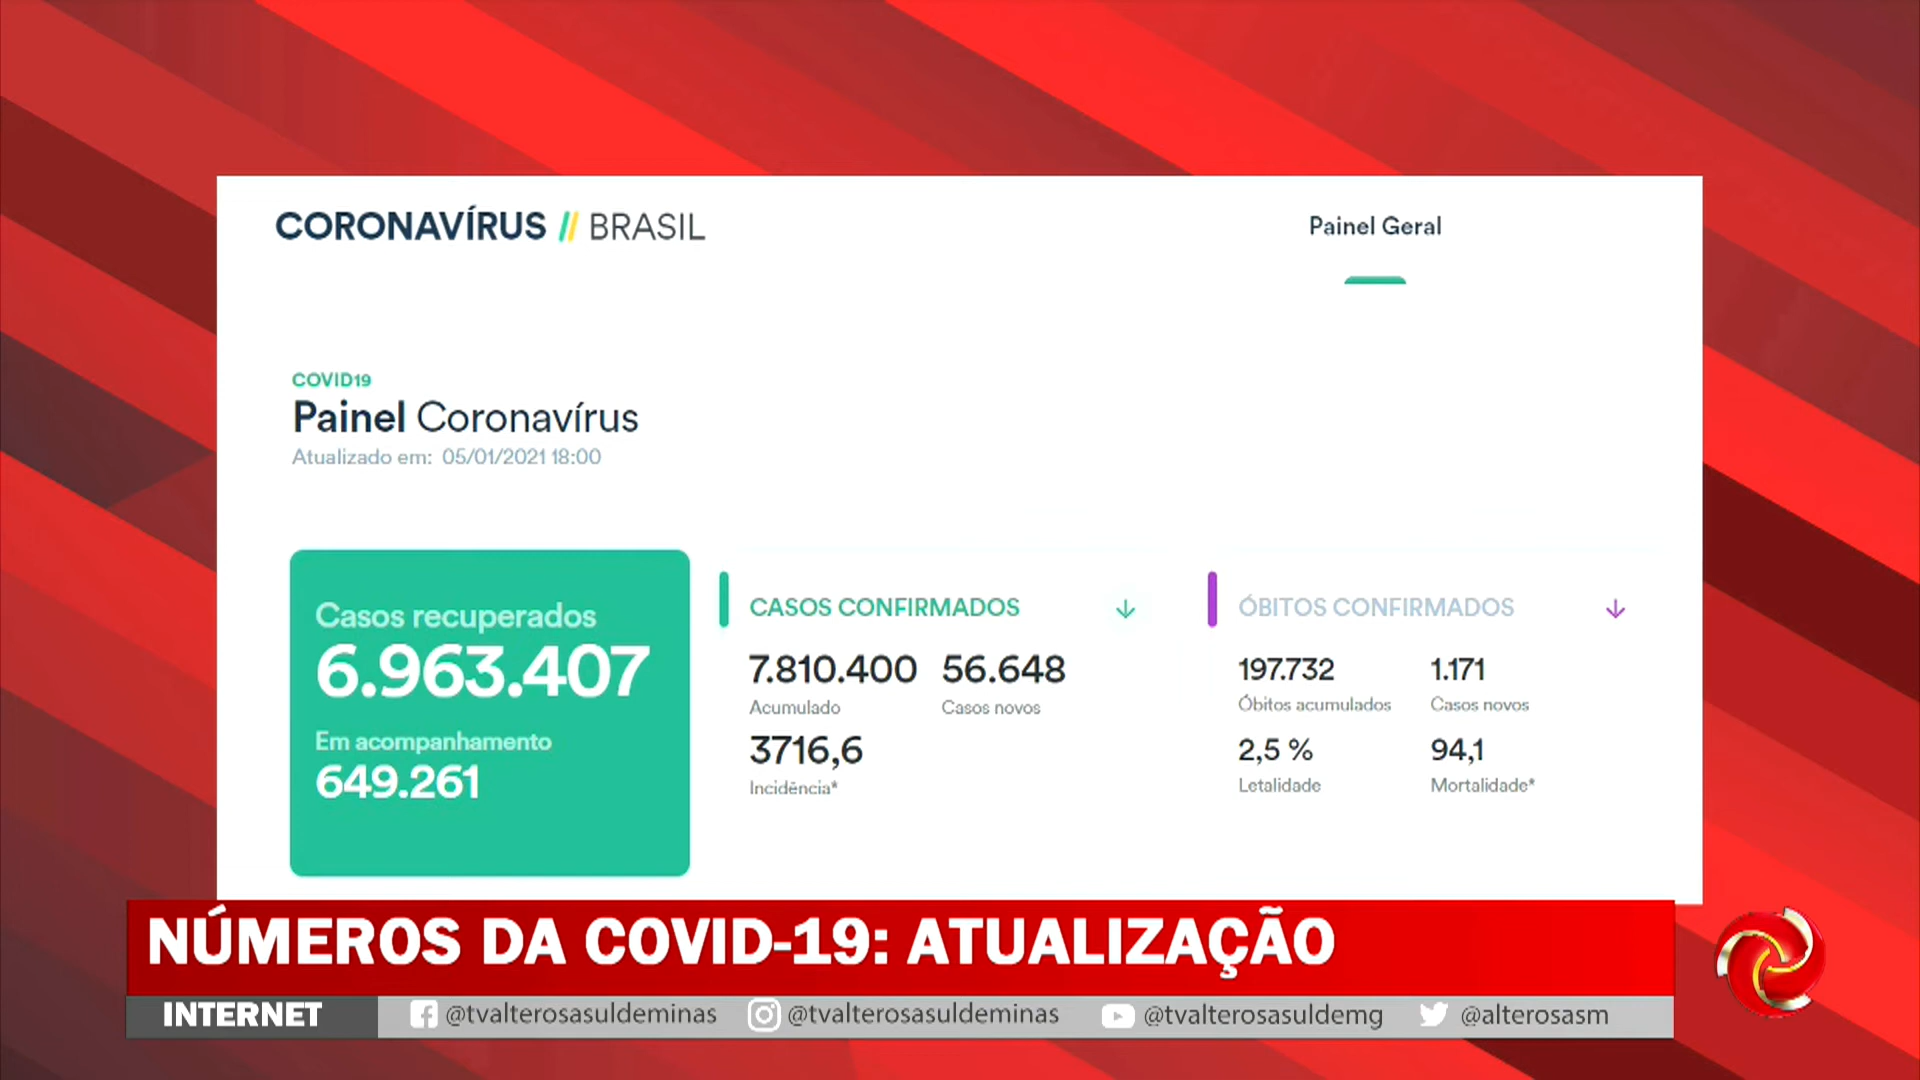 CORONAVÍRUS // BRASIL
Painel Geral
COVID19
Painel Coronavírus
Atualizado em: 05/01/2021 18:00
Casos recuperados
6.963.407
Em acompanhamento
649.261
CASOS CONFIRMADOS
7.810.400 56.648
Acumulado Casos novos
3716,6
Incidência*
ÓBITOS CONFIRMADOS
197.732 1.171
Óbitos acumulados Casos novos
2,5 % 94,1
Letalidade Mortalidade*
NÚMEROS DA COVID-19: ATUALIZAÇÃO
INTERNET @tvalterosasuldeminas @tvalterosasuldeminas @tvalterosasuldemg @alterosasm